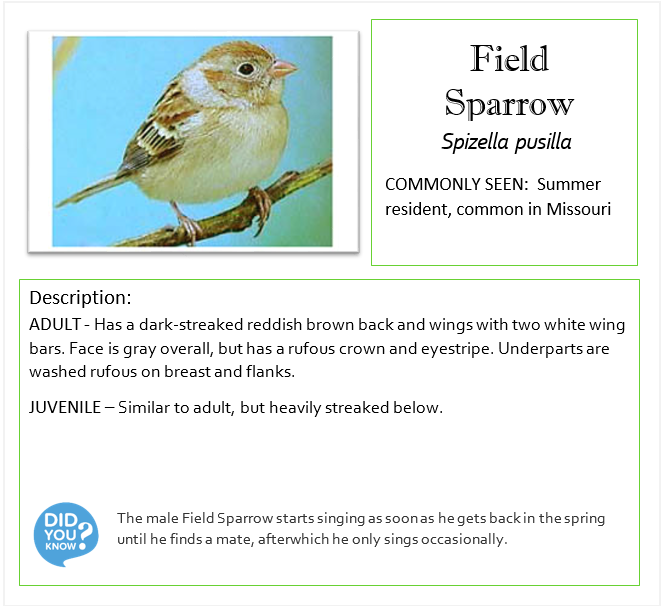 Field
Sparrow
Spizella pusilla
COMMONLY SEEN:  Summer
resident, common in Missouri
Description:
ADULT - Has a dark-streaked reddish brown back and wings with two white wing
bars. Face is gray overall, but has a rufous crown and eyestripe. Underparts are
washed rufous on breast and flanks.
JUVENILE – Similar to adult, but heavily streaked below.
DID
YOU
KNOW?
The male Field Sparrow starts singing as soon as he gets back in the spring
until he finds a mate, afterwhich he only sings occasionally.